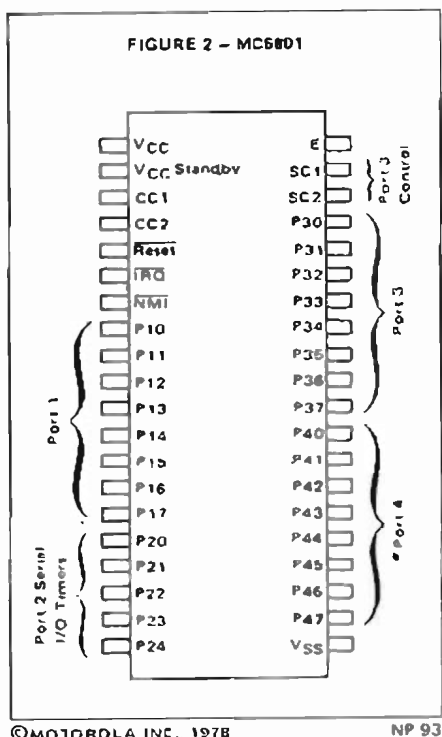 FIGURE 2 – MC6801
VCC
VCC Standby
CC1
CC2
Reset
IRQ
NMI
P10
P11
P12
P13
P14
P15
P16
P17
P20
P21
P22
P23
P24
E
SC1
SC2
P30
P31
P32
P33
P34
P35
P36
P37
P40
P41
P42
P43
P44
P45
P46
P47
VSS
Port 1
Port 2 Serial
I/O Timers
Port 3
Control
Port 3
*Port 4
©MOTOROLA INC. 1978
NP 93